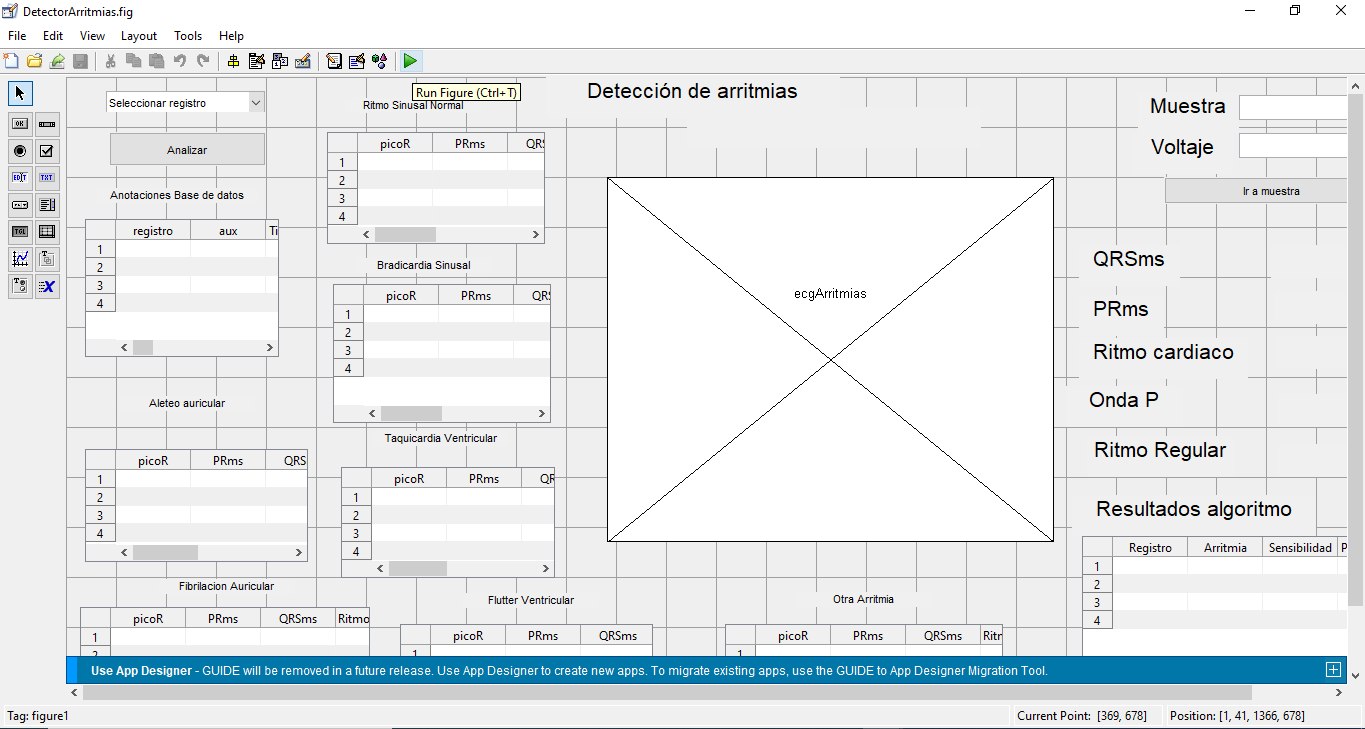 DetectorArritmias.fig
File Edit View Layout Tools Help
Run Figure (Ctrl+T)
Seleccionar registro
Analizar
Anotaciones Base de datos
registro aux Ti
1
2
3
4
Aleteo auricular
picoR PRms QRS
1
2
3
4
Fibrilacion Auricular
picoR PRms QRSms Ritmo
1
2
Ritmo Sinusal Normal
picoR PRms QRS
1
2
3
4
Bradicardia Sinusal
picoR PRms QRS
1
2
3
4
Taquicardia Ventricular
picoR PRms QR
1
2
3
4
Flutter Ventricular
picoR PRms QRSms
1
Detección de arritmias
ecgArritmias
Otra Arritmia
picoR PRms QRSms Ritr
1
Muestra
Voltaje
Ir a muestra
QRSms
PRms
Ritmo cardiaco
Onda P
Ritmo Regular
Resultados algoritmo
Registro Arritmia Sensibilidad P
1
2
3
4
Use App Designer - GUIDE will be removed in a future release. Use App Designer to create new apps. To migrate existing apps, use the GUIDE to App Designer Migration Tool.
Tag: figure1
Current Point: [369, 678]
Position: [1, 41, 1366, 678]